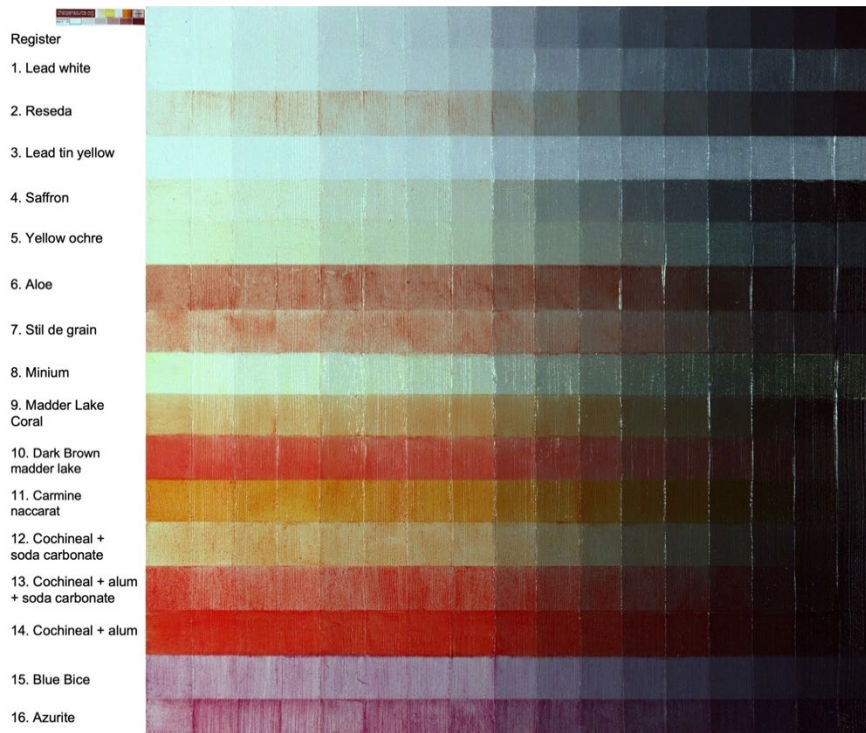 chsopensource.org
Register
1. Lead white
2. Reseda
3. Lead tin yellow
4. Saffron
5. Yellow ochre
6. Aloe
7. Stil de grain
8. Minium
9. Madder Lake
Coral
10. Dark Brown
madder lake
11. Carmine
naccarat
12. Cochineal +
soda carbonate
13. Cochineal + alum
+ soda carbonate
14. Cochineal + alum
15. Blue Bice
16. Azurite